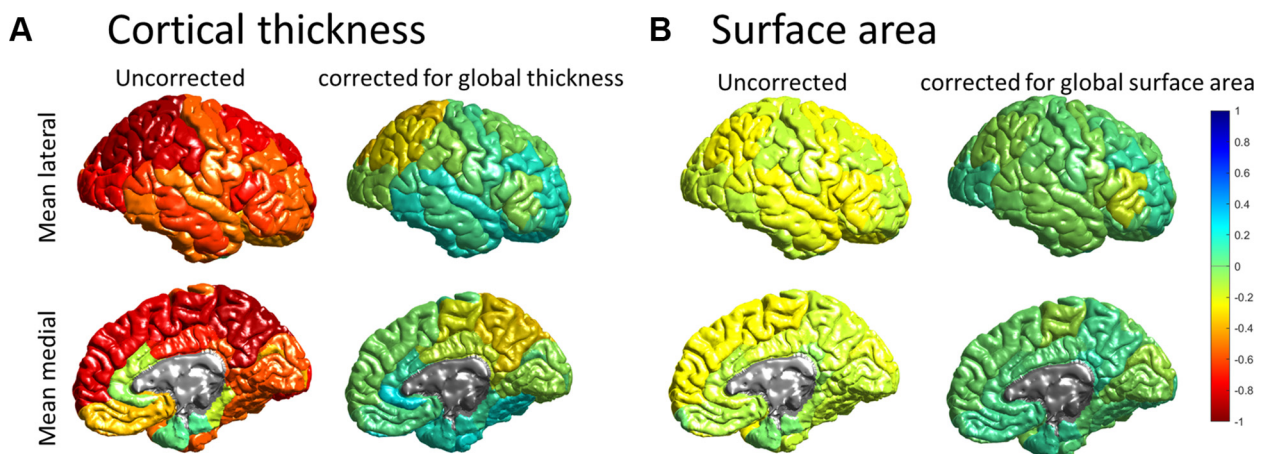 A Cortical thickness
B Surface area
Uncorrected
corrected for global thickness
Uncorrected
corrected for global surface area
Mean lateral
Mean medial
1
0.8
0.6
0.4
0.2
0
-0.2
-0.4
-0.6
-0.8
-1